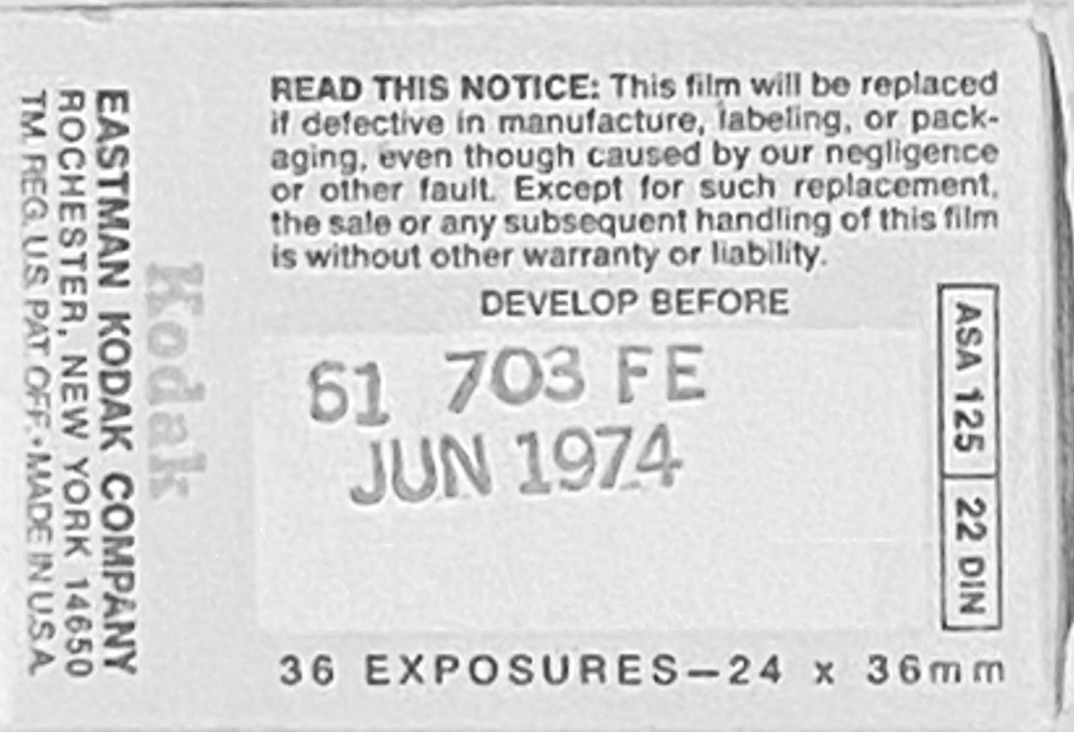 READ THIS NOTICE: This film will be replaced
if defective in manufacture, labeling, or pack-
aging, even though caused by our negligence
or other fault. Except for such replacement,
the sale or any subsequent handling of this film
is without other warranty or liability.
DEVELOP BEFORE
61 703 FE
JUN 1974
ASA 125 22 DIN
36 EXPOSURES—24 x 36mm
Kodak
EASTMAN KODAK COMPANY
ROCHESTER, NEW YORK 14650
TM. REG. U.S. PAT. OFF. • MADE IN U.S.A.